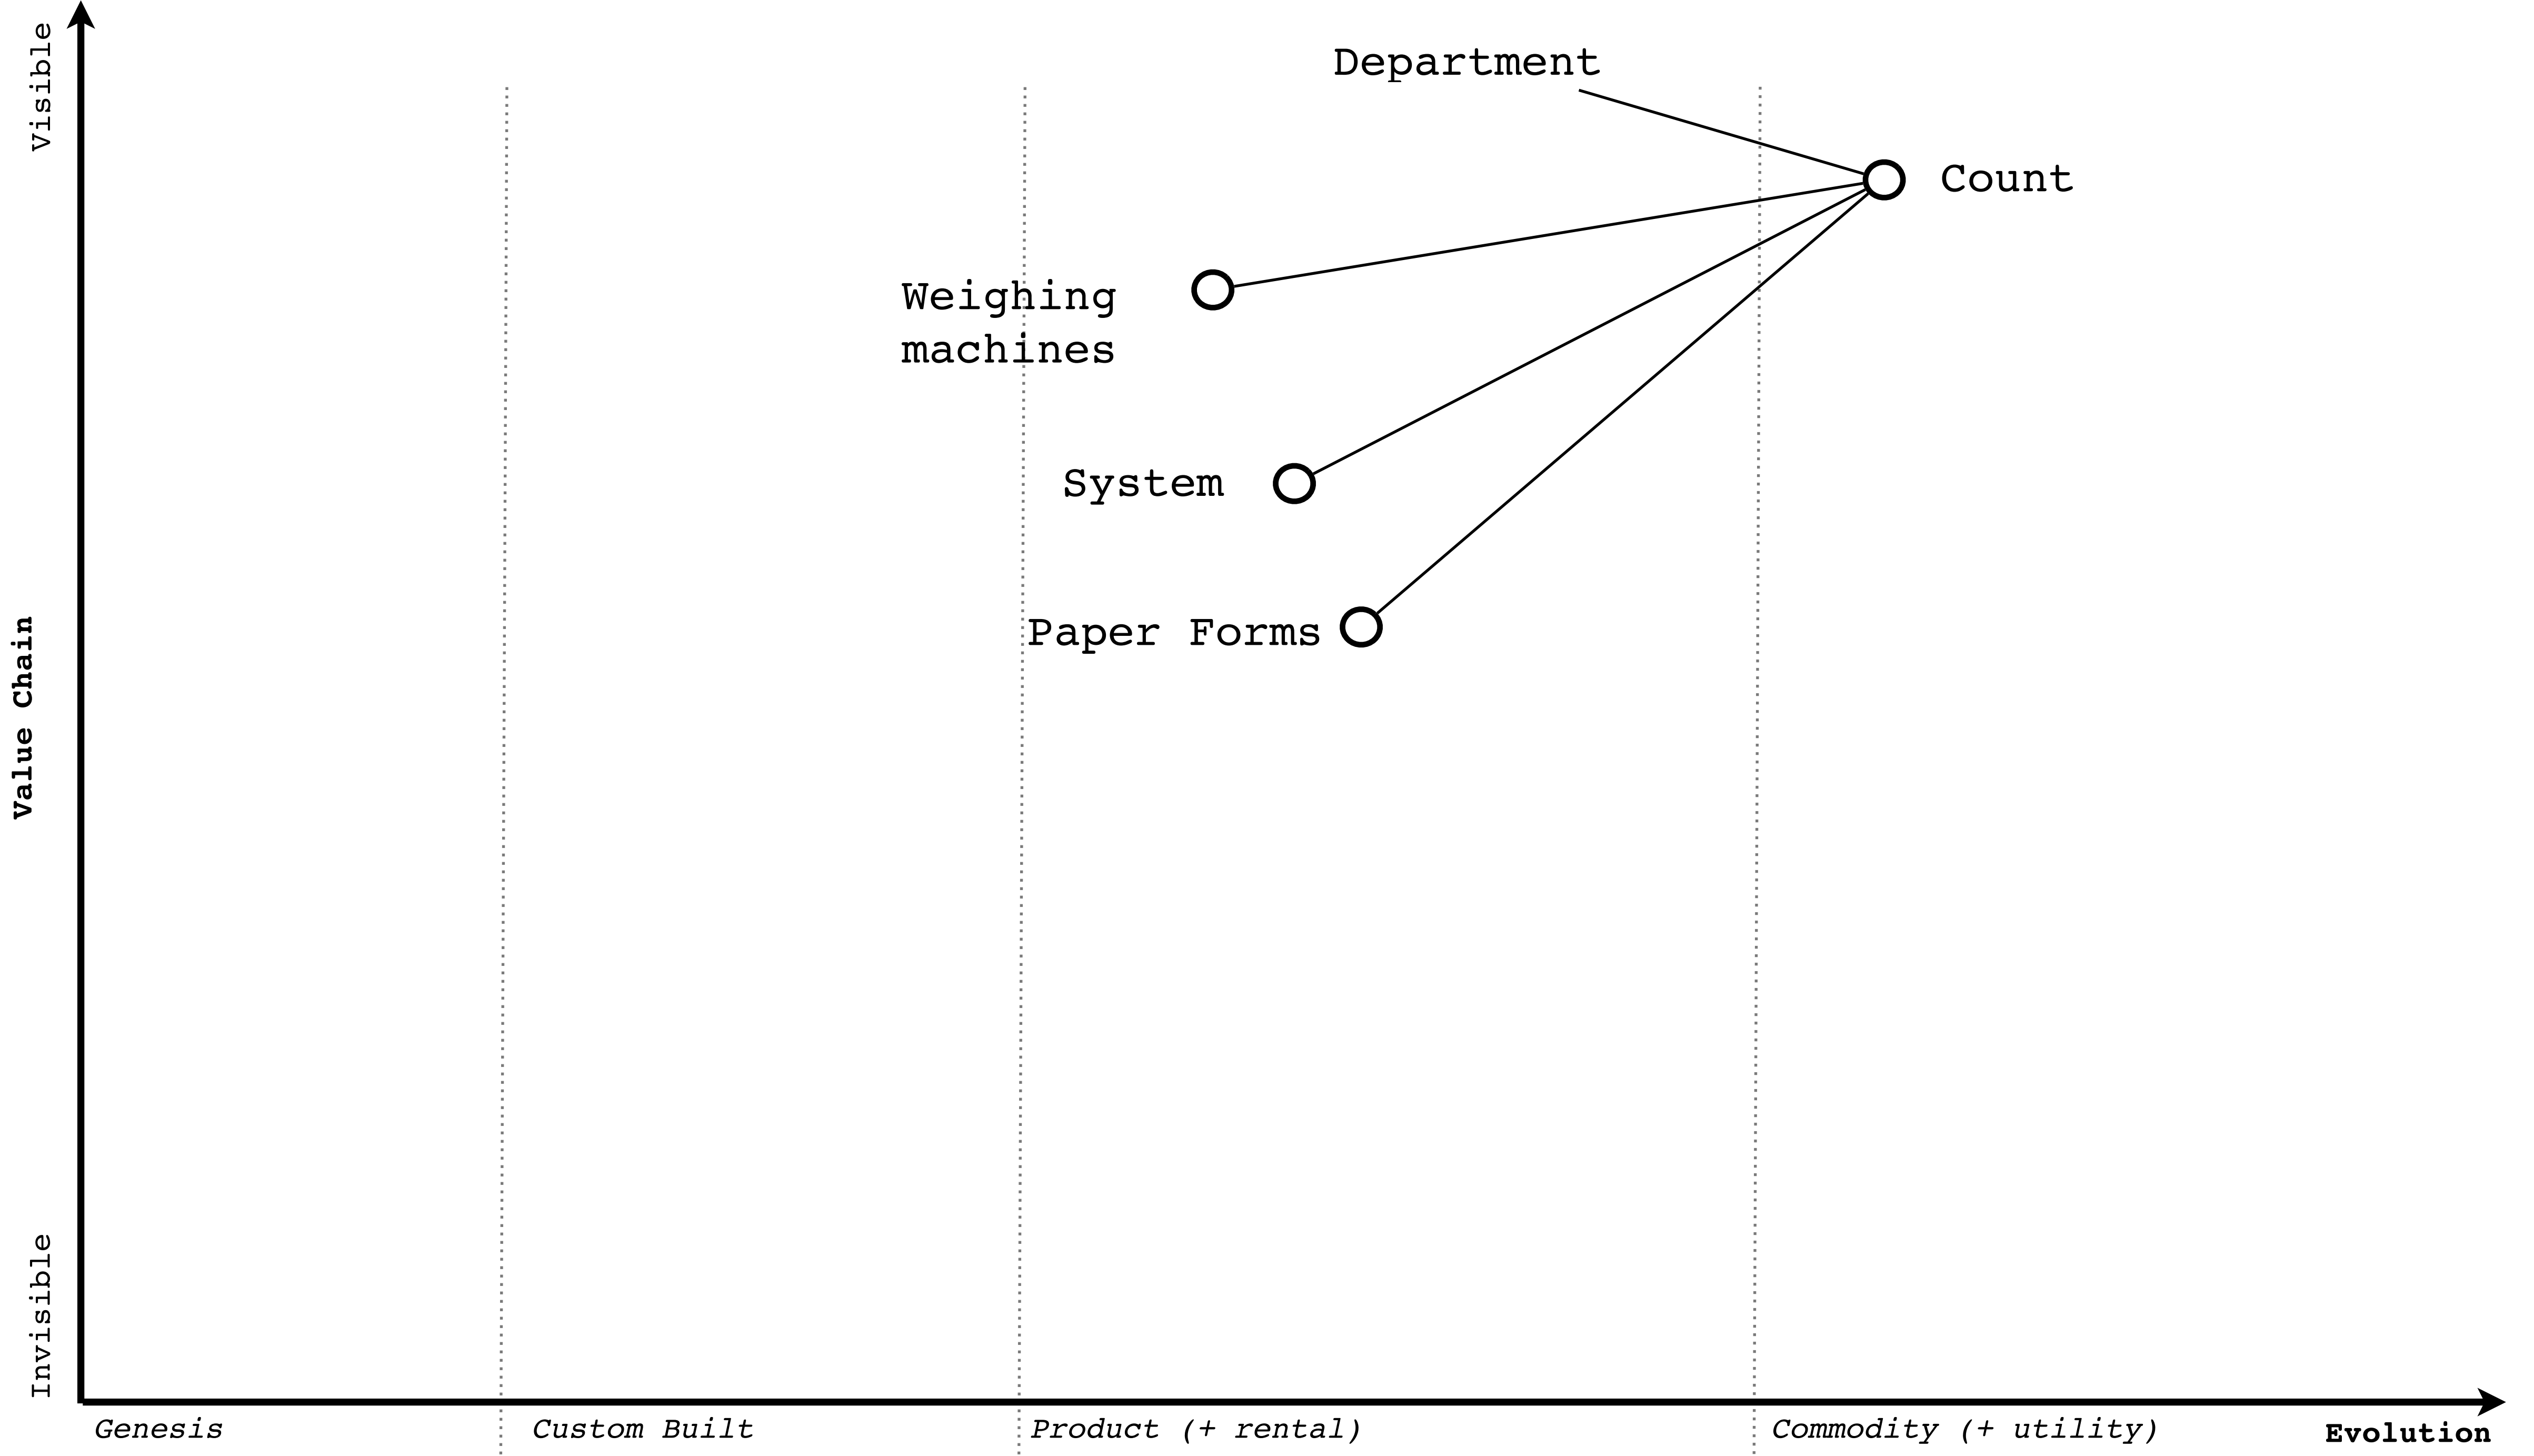 Visible
Department
Count
Weighing
machines
System
Paper Forms
Value Chain
Invisible
Genesis
Custom Built
Product (+ rental)
Commodity (+ utility)
Evolution